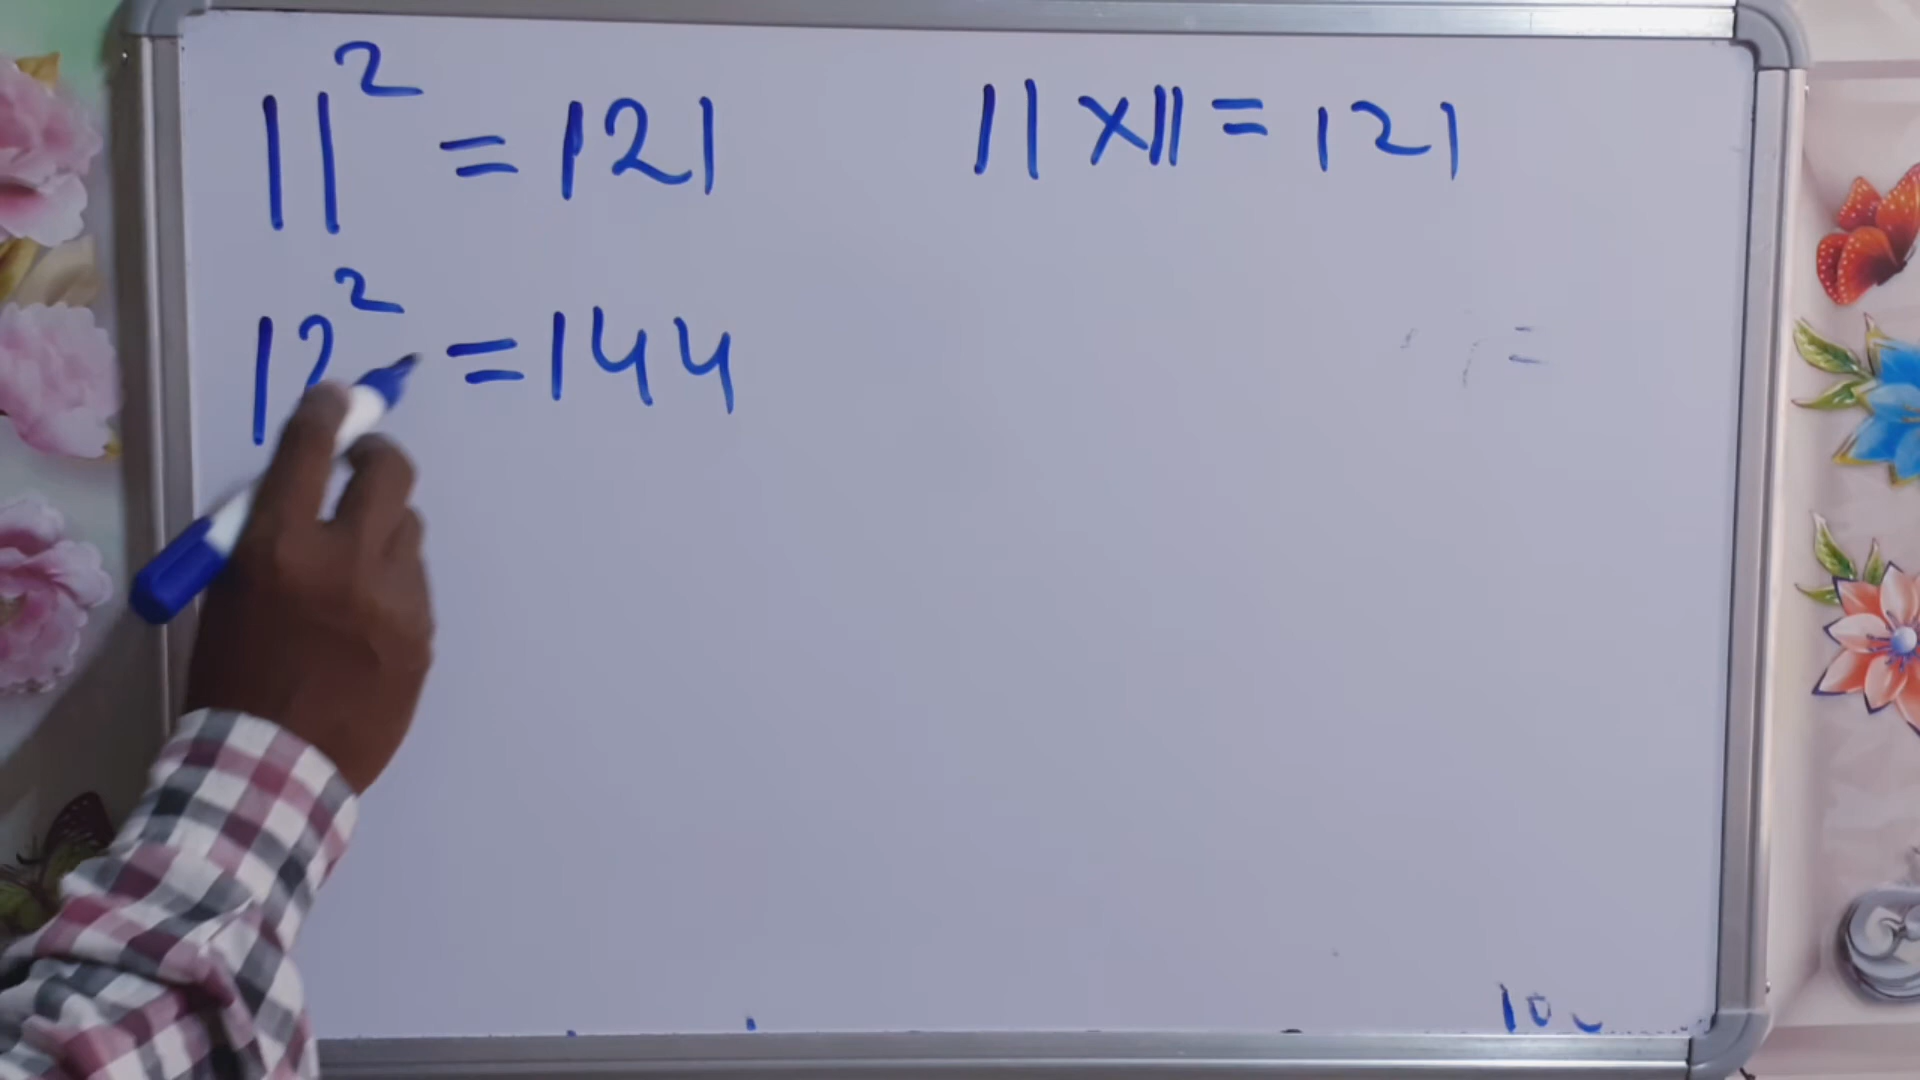 11² = 121
11 x 11 = 121
12² = 144
=